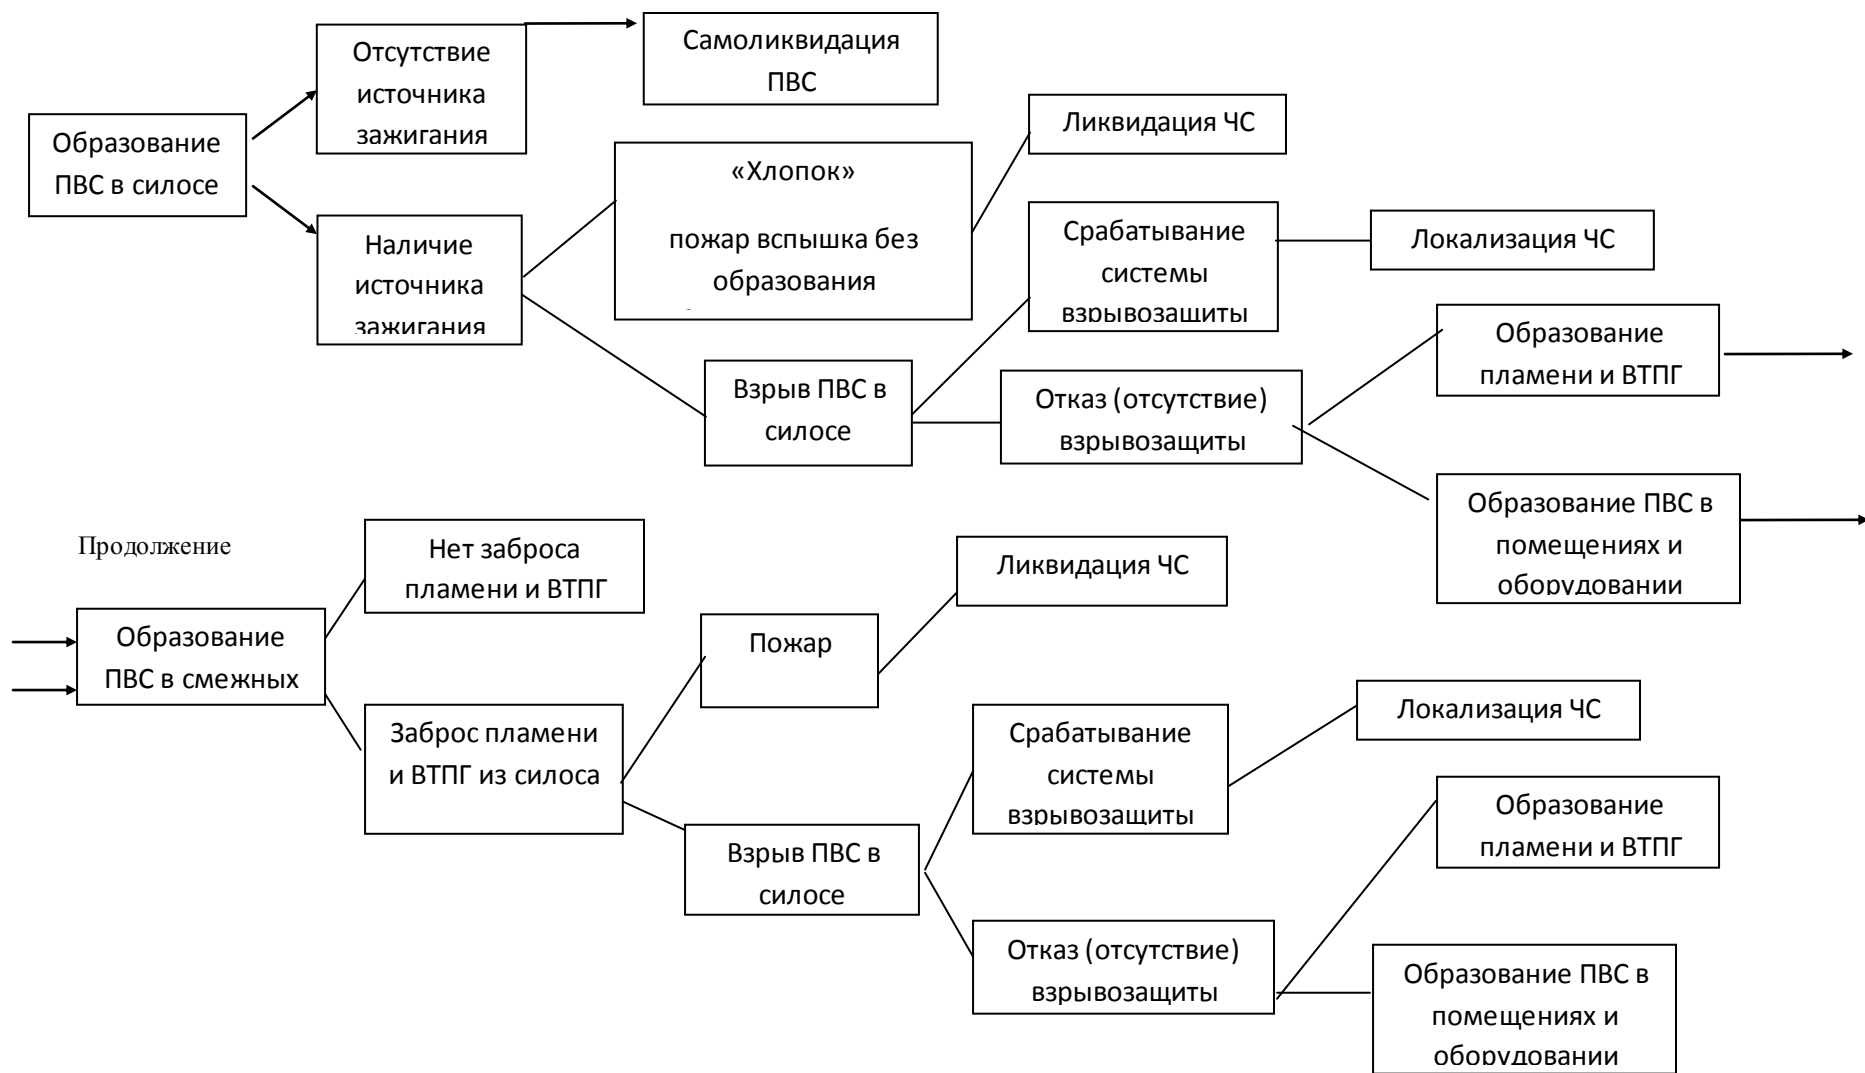 Образование
ПВС в силосе
Отсутствие
источника
зажигания
Самоликвидация
ПВС
Наличие
источника
зажигания
«Хлопок»
пожар вспышка без
образования
Ликвидация ЧС
Взрыв ПВС в
силосе
Срабатывание
системы
взрывозащиты
Локализация ЧС
Отказ (отсутствие)
взрывозащиты
Образование
пламени и ВТПГ
Образование ПВС в
помещениях и
оборудовании
Продолжение
Образование
ПВС в смежных
Нет заброса
пламени и ВТПГ
Заброс пламени
и ВТПГ из силоса
Пожар
Ликвидация ЧС
Взрыв ПВС в
силосе
Срабатывание
системы
взрывозащиты
Локализация ЧС
Отказ (отсутствие)
взрывозащиты
Образование
пламени и ВТПГ
Образование ПВС в
помещениях и
оборудовании